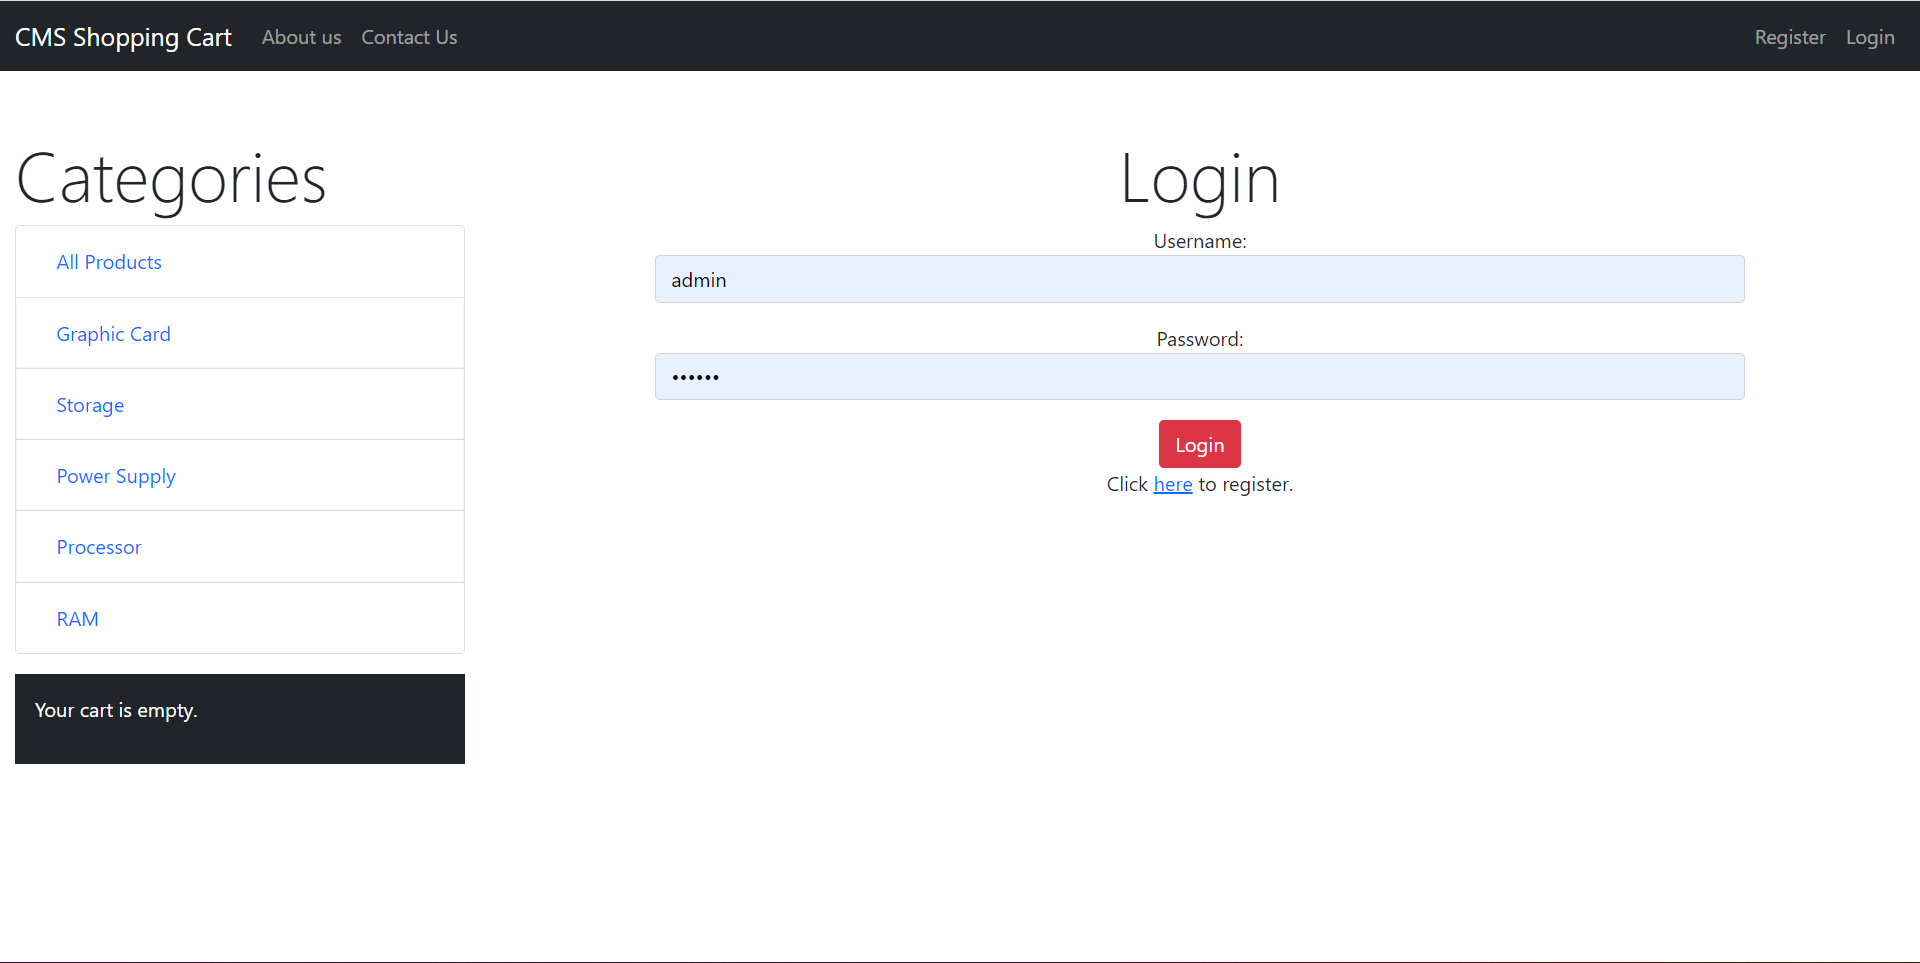 CMS Shopping Cart About us Contact Us Register Login
Categories
All Products
Graphic Card
Storage
Power Supply
Processor
RAM
Your cart is empty.
Login
Username:
admin
Password:
••••••
Login
Click here to register.